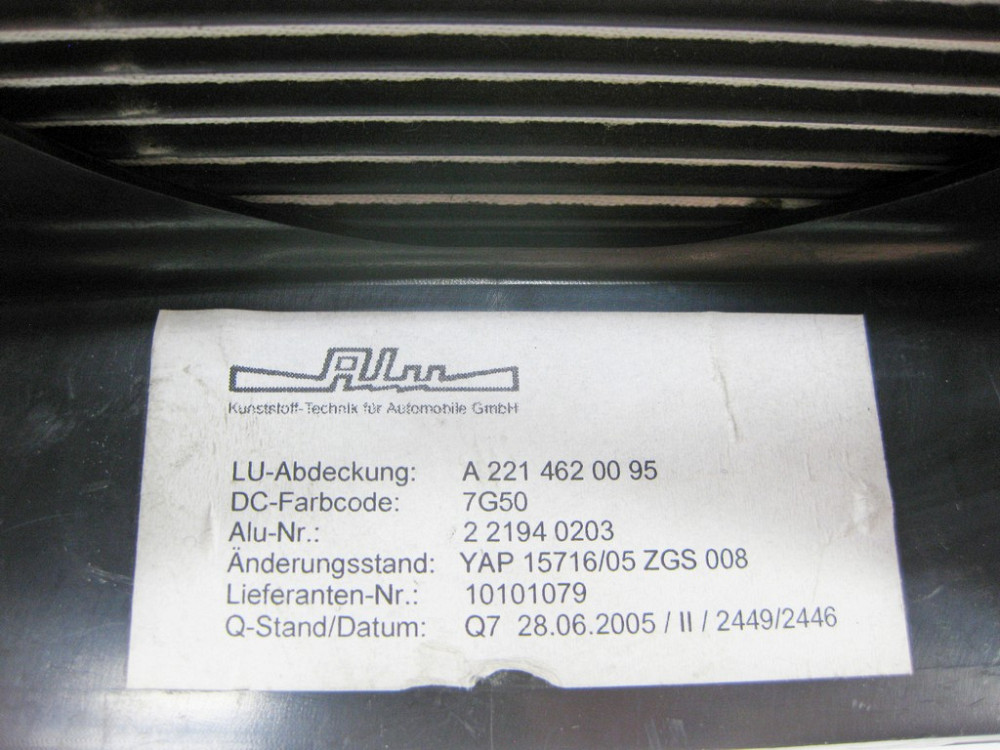 Alu
Kunststoff-Technik für Automobile GmbH
LU-Abdeckung: A 221 462 00 95
DC-Farbcode: 7G50
Alu-Nr.: 2 2194 0203
Änderungsstand: YAP 15716/05 ZGS 008
Lieferanten-Nr.: 10101079
Q-Stand/Datum: Q7 28.06.2005 / II / 2449/2446